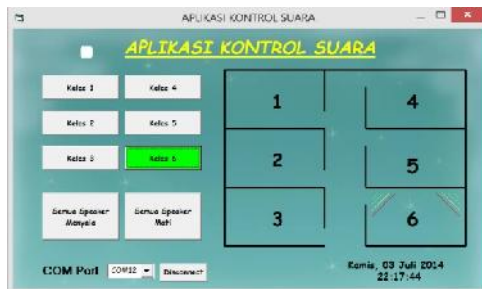 APLIKASI KONTROL SUARA
APLIKASI KONTROL SUARA
Kelas 1
Kelas 4
Kelas 2
Kelas 5
Kelas 3
Kelas 6
Semua Speaker
Menyala
Semua Speaker
Mati
1
4
2
5
3
6
COM Port
COM12
Disconnect
Kamis, 03 Juli 2014
22:17:44